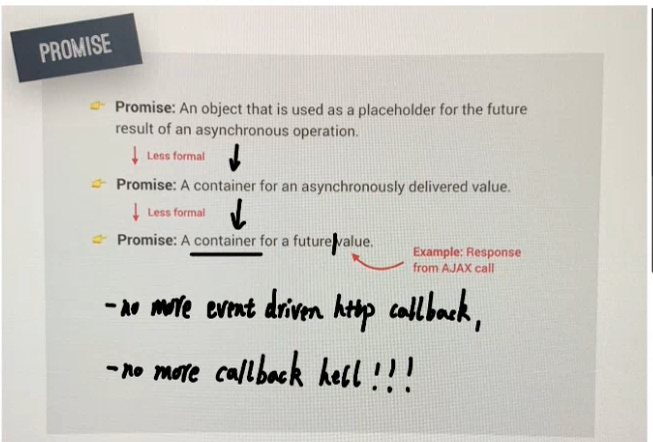 PROMISE
👉 Promise: An object that is used as a placeholder for the future
result of an asynchronous operation.
↓ Less formal ↓
👉 Promise: A container for an asynchronously delivered value.
↓ Less formal ↓
👉 Promise: A container for a future value.
Example: Response
from AJAX call
- no more event driven http callback,
- no more callback hell!!!